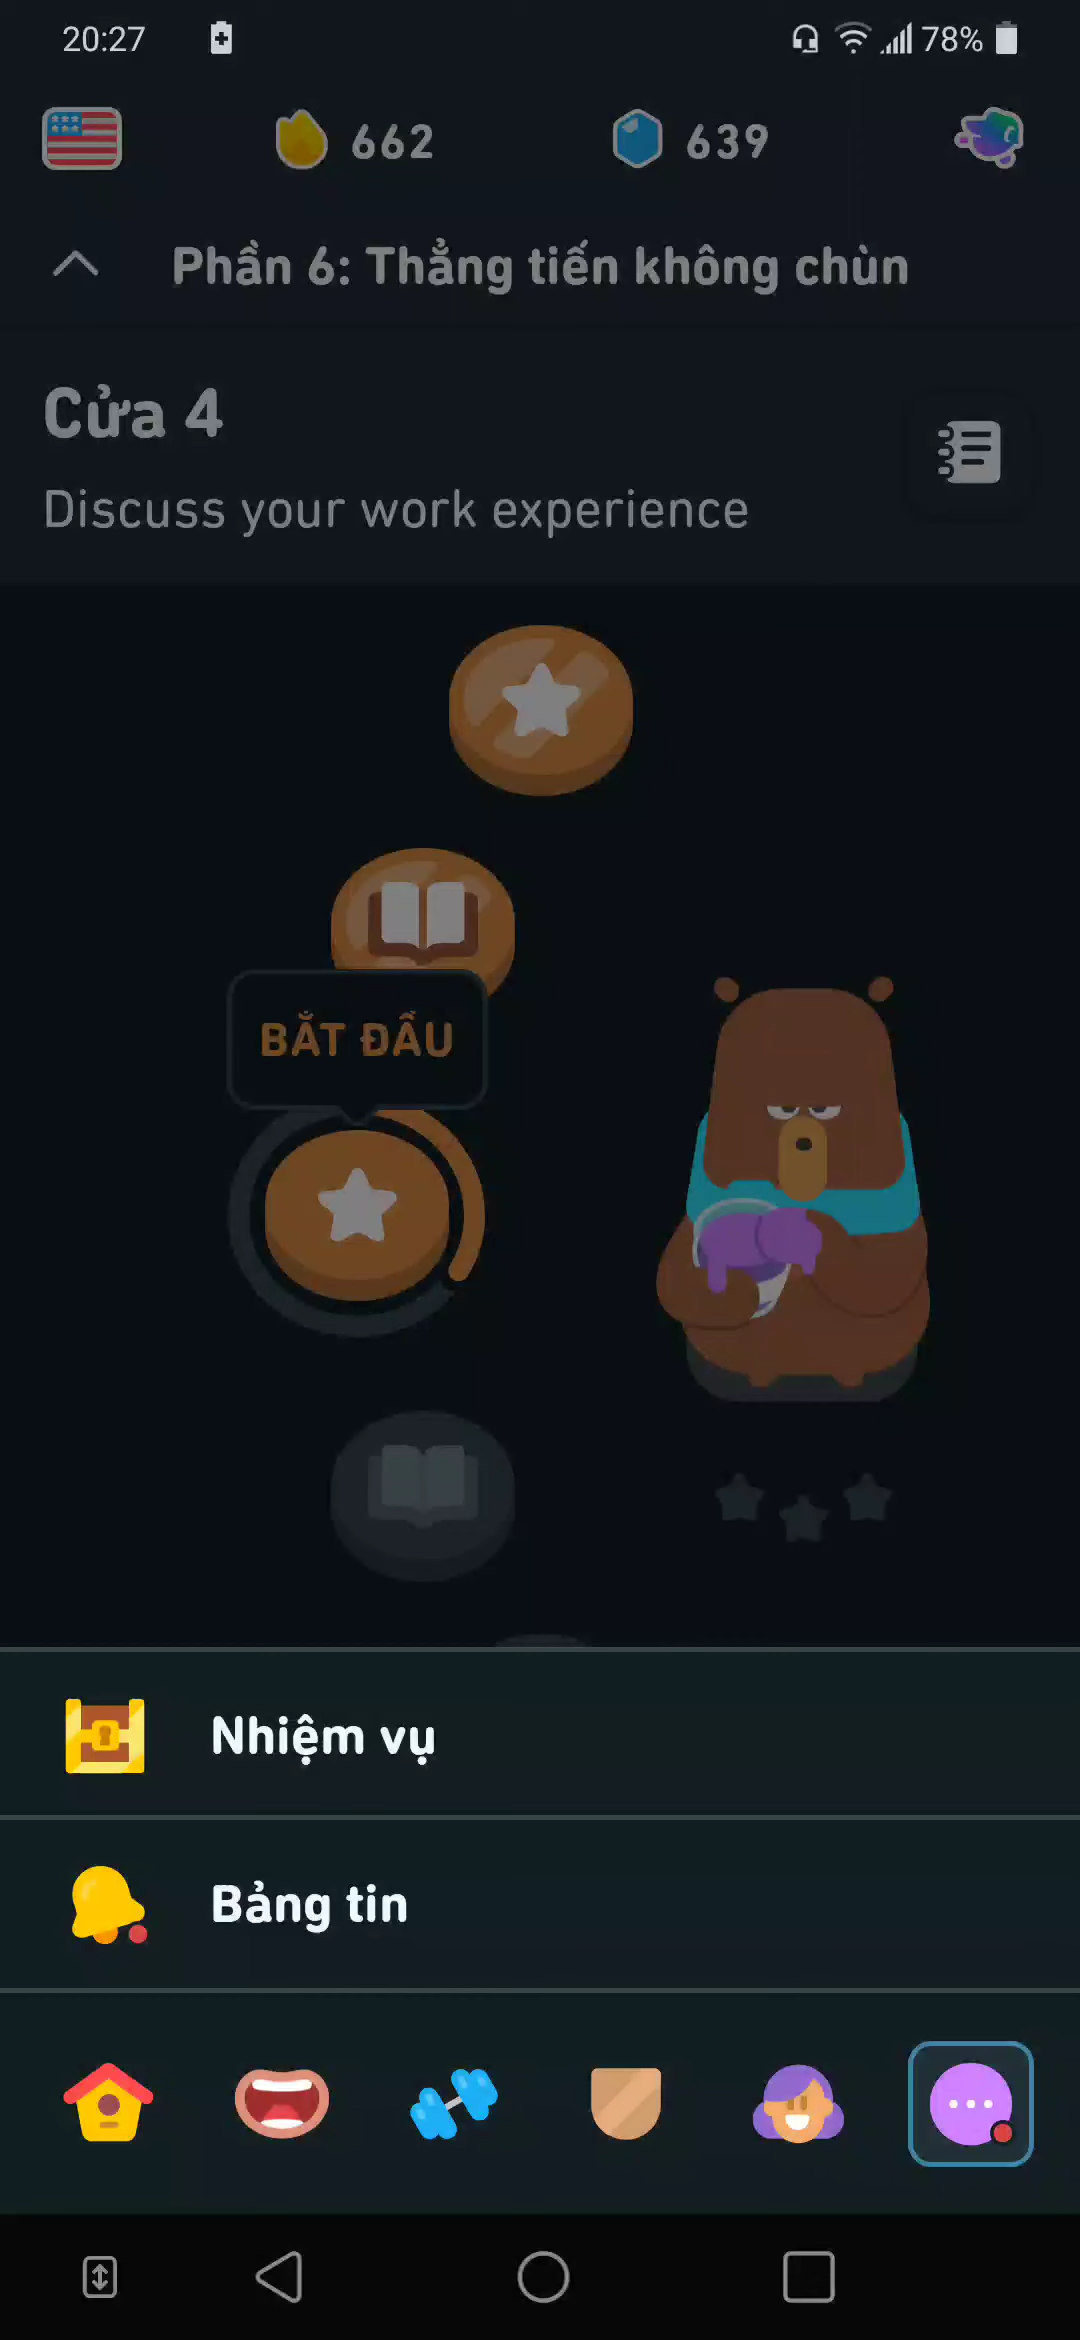 20:27
78%
662
639
Phần 6: Thẳng tiến không chùn
Cửa 4
Discuss your work experience
BẮT ĐẦU
Nhiệm vụ
Bảng tin